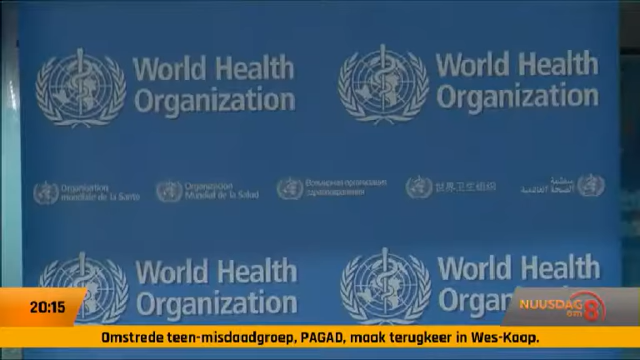 World Health
Organization
World Health
Organization
Organisation
mondiale de la Santé
Organización
Mundial de la Salud
Всемирная организация
здравоохранения
世界卫生组织
منظمة
الصحة العالمية
World Health
Organization
World Health
20:15
NUUSDAG
om 8
Omstrede teen-misdaadgroep, PAGAD, maak terugkeer in Wes-Kaap.